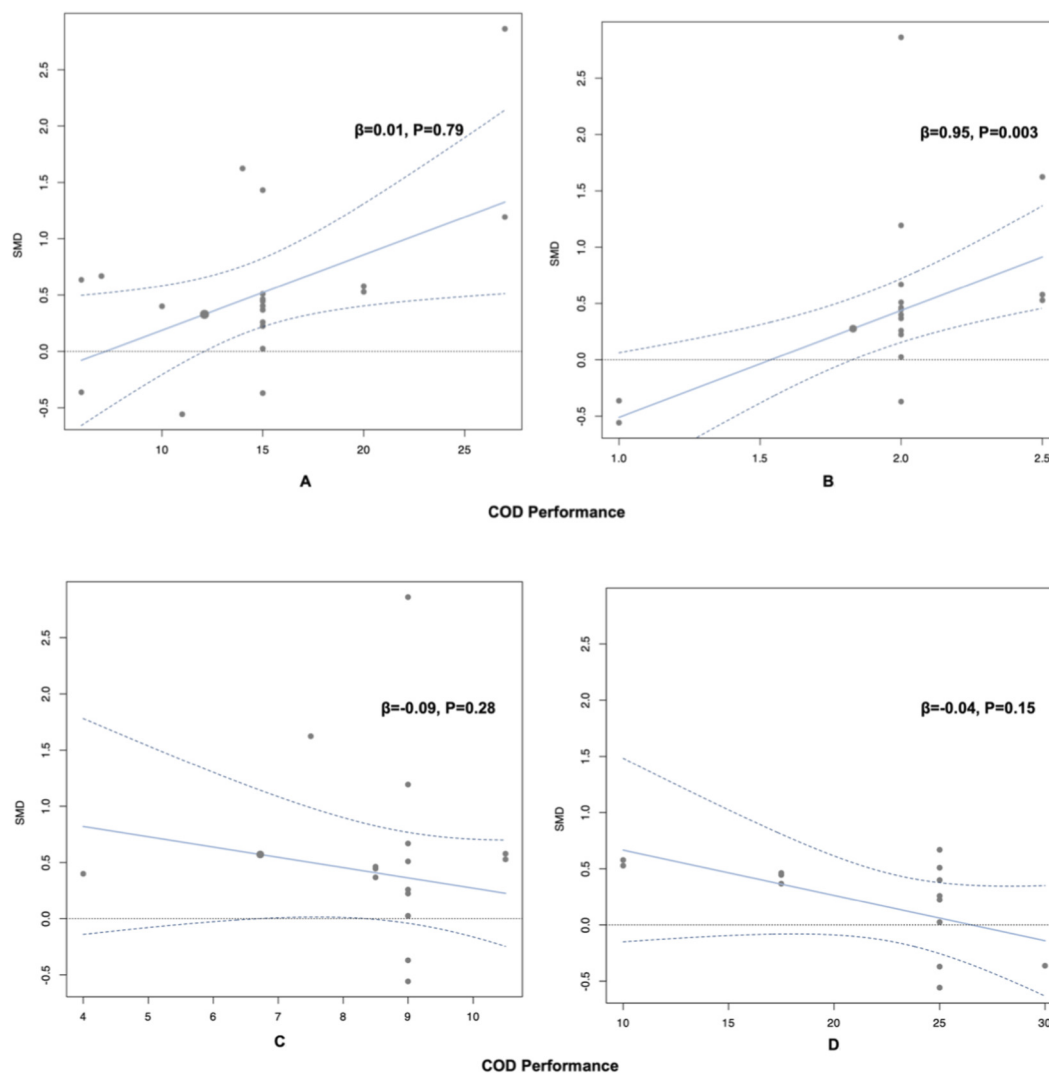 2.5
2.0
1.5
1.0
0.5
0.0
-0.5
SMD
β=0.01, P=0.79
10 15 20 25
A
2.5
2.0
1.5
1.0
0.5
0.0
-0.5
SMD
β=0.95, P=0.003
1.0 1.5 2.0 2.5
B
COD Performance
2.5
2.0
1.5
1.0
0.5
0.0
-0.5
SMD
β=-0.09, P=0.28
4 5 6 7 8 9 10
C
2.5
2.0
1.5
1.0
0.5
0.0
-0.5
SMD
β=-0.04, P=0.15
10 15 20 25 30
D
COD Performance